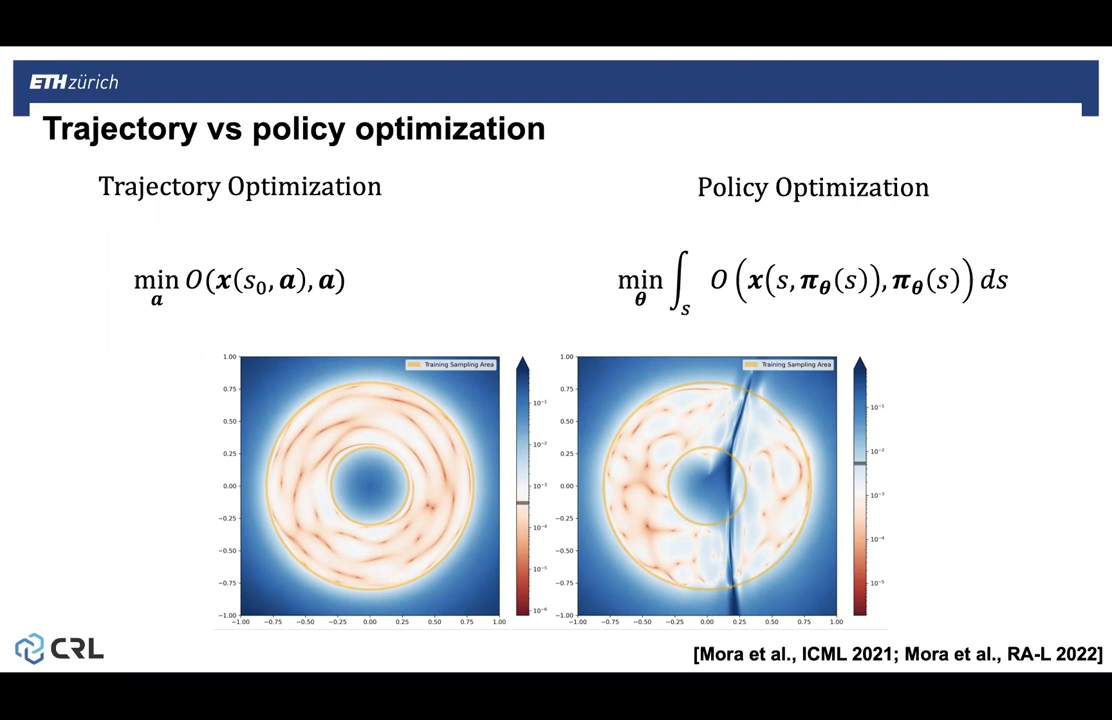 ETH zürich
Trajectory vs policy optimization
Trajectory Optimization
Policy Optimization
min_a O(x(s₀, a), a)
min_θ ∫_s O(x(s, π_θ(s)), π_θ(s)) ds
Training Sampling Area
1.00
0.75
0.50
0.25
0.00
−0.25
−0.50
−0.75
−1.00
−1.00 −0.75 −0.50 −0.25 0.00 0.25 0.50 0.75 1.00
10⁻¹
10⁻²
10⁻³
10⁻⁴
10⁻⁵
10⁻⁶
Training Sampling Area
1.00
0.75
0.50
0.25
0.00
−0.25
−0.50
−0.75
−1.00
−1.00 −0.75 −0.50 −0.25 0.00 0.25 0.50 0.75 1.00
10⁻¹
10⁻²
10⁻³
10⁻⁴
10⁻⁵
CRL
[Mora et al., ICML 2021; Mora et al., RA-L 2022]